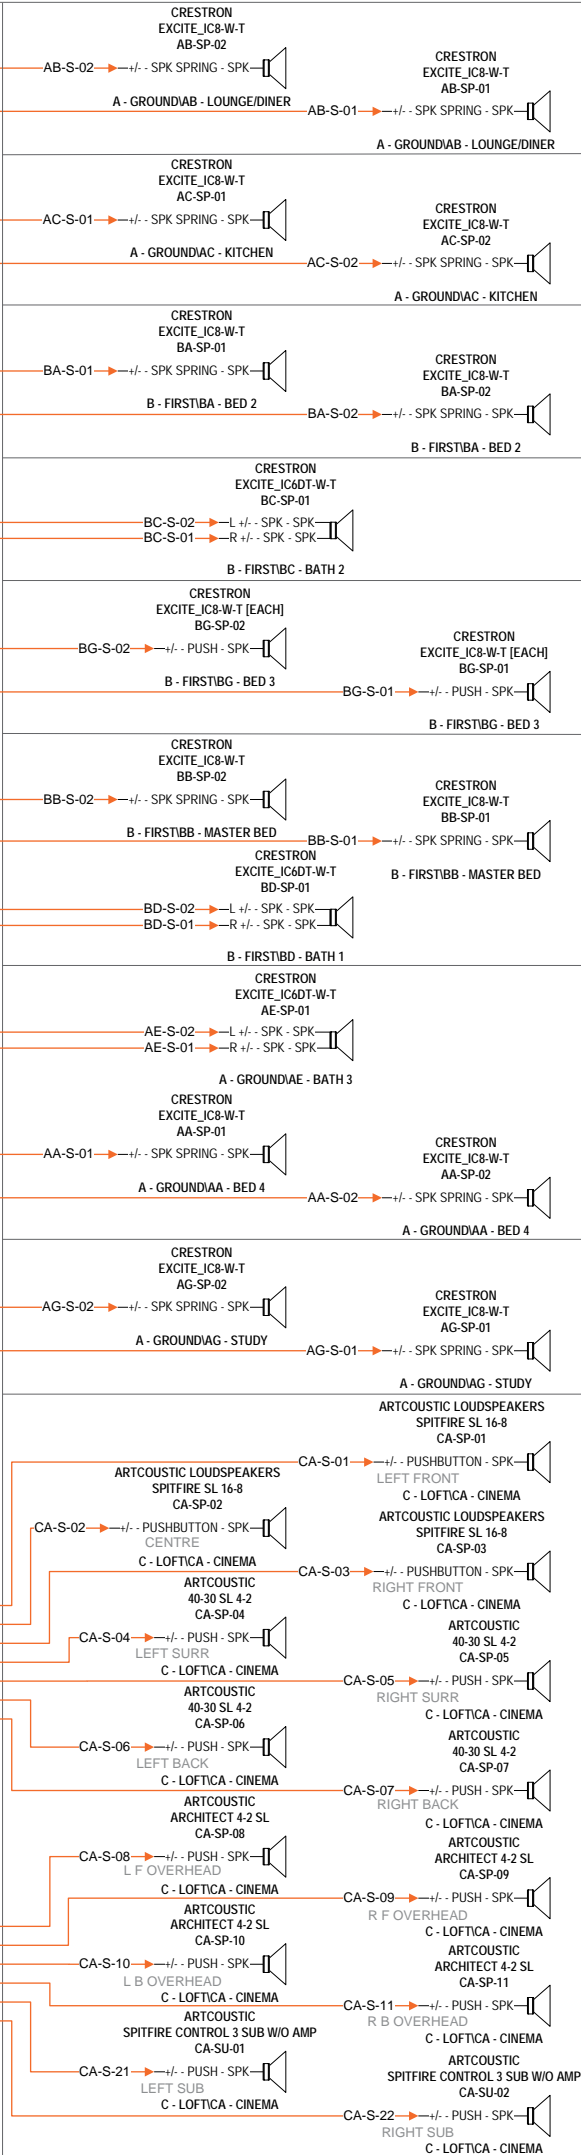 CRESTRON
EXCITE_IC8-W-T
AB-SP-02
AB-S-02
+/- - SPK SPRING - SPK
A - GROUND\AB - LOUNGE/DINER
CRESTRON
EXCITE_IC8-W-T
AB-SP-01
AB-S-01
+/- - SPK SPRING - SPK
A - GROUND\AB - LOUNGE/DINER
CRESTRON
EXCITE_IC8-W-T
AC-SP-01
AC-S-01
+/- - SPK SPRING - SPK
A - GROUND\AC - KITCHEN
CRESTRON
EXCITE_IC8-W-T
AC-SP-02
AC-S-02
+/- - SPK SPRING - SPK
A - GROUND\AC - KITCHEN
CRESTRON
EXCITE_IC8-W-T
BA-SP-01
BA-S-01
+/- - SPK SPRING - SPK
B - FIRST\BA - BED 2
CRESTRON
EXCITE_IC8-W-T
BA-SP-02
BA-S-02
+/- - SPK SPRING - SPK
B - FIRST\BA - BED 2
CRESTRON
EXCITE_IC6DT-W-T
BC-SP-01
BC-S-02
L +/- - SPK - SPK
BC-S-01
R +/- - SPK - SPK
B - FIRST\BC - BATH 2
CRESTRON
EXCITE_IC8-W-T [EACH]
BG-SP-02
BG-S-02
+/- - PUSH - SPK
B - FIRST\BG - BED 3
CRESTRON
EXCITE_IC8-W-T [EACH]
BG-SP-01
BG-S-01
+/- - PUSH - SPK
B - FIRST\BG - BED 3
CRESTRON
EXCITE_IC8-W-T
BB-SP-02
BB-S-02
+/- - SPK SPRING - SPK
B - FIRST\BB - MASTER BED
CRESTRON
EXCITE_IC8-W-T
BB-SP-01
BB-S-01
+/- - SPK SPRING - SPK
B - FIRST\BB - MASTER BED
CRESTRON
EXCITE_IC6DT-W-T
BD-SP-01
BD-S-02
L +/- - SPK - SPK
BD-S-01
R +/- - SPK - SPK
B - FIRST\BD - BATH 1
CRESTRON
EXCITE_IC6DT-W-T
AE-SP-01
AE-S-02
L +/- - SPK - SPK
AE-S-01
R +/- - SPK - SPK
A - GROUND\AE - BATH 3
CRESTRON
EXCITE_IC8-W-T
AA-SP-01
AA-S-01
+/- - SPK SPRING - SPK
A - GROUND\AA - BED 4
CRESTRON
EXCITE_IC8-W-T
AA-SP-02
AA-S-02
+/- - SPK SPRING - SPK
A - GROUND\AA - BED 4
CRESTRON
EXCITE_IC8-W-T
AG-SP-02
AG-S-02
+/- - SPK SPRING - SPK
A - GROUND\AG - STUDY
CRESTRON
EXCITE_IC8-W-T
AG-SP-01
AG-S-01
+/- - SPK SPRING - SPK
A - GROUND\AG - STUDY
ARTCOUSTIC LOUDSPEAKERS
SPITFIRE SL 16-8
CA-SP-01
CA-S-01
+/- - PUSHBUTTON - SPK
LEFT FRONT
C - LOFT\CA - CINEMA
ARTCOUSTIC LOUDSPEAKERS
SPITFIRE SL 16-8
CA-SP-02
CA-S-02
+/- - PUSHBUTTON - SPK
CENTRE
C - LOFT\CA - CINEMA
ARTCOUSTIC LOUDSPEAKERS
SPITFIRE SL 16-8
CA-SP-03
CA-S-03
+/- - PUSHBUTTON - SPK
RIGHT FRONT
C - LOFT\CA - CINEMA
ARTCOUSTIC
40-30 SL 4-2
CA-SP-04
CA-S-04
+/- - PUSH - SPK
LEFT SURR
C - LOFT\CA - CINEMA
ARTCOUSTIC
40-30 SL 4-2
CA-SP-05
CA-S-05
+/- - PUSH - SPK
RIGHT SURR
C - LOFT\CA - CINEMA
ARTCOUSTIC
40-30 SL 4-2
CA-SP-06
CA-S-06
+/- - PUSH - SPK
LEFT BACK
C - LOFT\CA - CINEMA
ARTCOUSTIC
40-30 SL 4-2
CA-SP-07
CA-S-07
+/- - PUSH - SPK
RIGHT BACK
C - LOFT\CA - CINEMA
ARTCOUSTIC
ARCHITECT 4-2 SL
CA-SP-08
CA-S-08
+/- - PUSH - SPK
L F OVERHEAD
C - LOFT\CA - CINEMA
ARTCOUSTIC
ARCHITECT 4-2 SL
CA-SP-09
CA-S-09
+/- - PUSH - SPK
R F OVERHEAD
C - LOFT\CA - CINEMA
ARTCOUSTIC
ARCHITECT 4-2 SL
CA-SP-10
CA-S-10
+/- - PUSH - SPK
L B OVERHEAD
C - LOFT\CA - CINEMA
ARTCOUSTIC
ARCHITECT 4-2 SL
CA-SP-11
CA-S-11
+/- - PUSH - SPK
R B OVERHEAD
C - LOFT\CA - CINEMA
ARTCOUSTIC
SPITFIRE CONTROL 3 SUB W/O AMP
CA-SU-01
CA-S-21
+/- - PUSH - SPK
LEFT SUB
C - LOFT\CA - CINEMA
ARTCOUSTIC
SPITFIRE CONTROL 3 SUB W/O AMP
CA-SU-02
CA-S-22
+/- - PUSH - SPK
RIGHT SUB
C - LOFT\CA - CINEMA